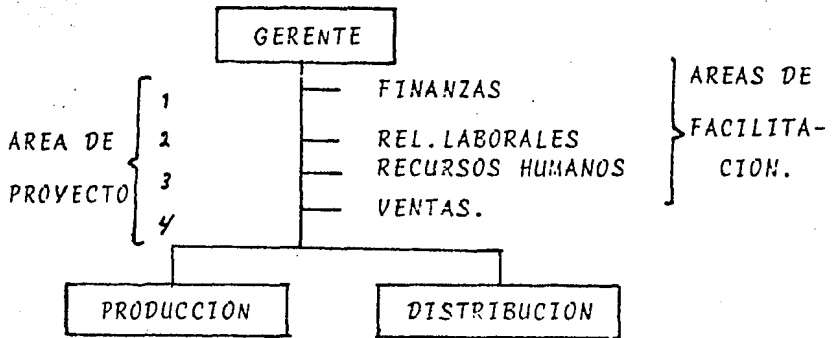 GERENTE
AREA DE
PROYECTO
1
2
3
4
FINANZAS
REL. LABORALES
RECURSOS HUMANOS
VENTAS.
AREAS DE
FACILITA-
CION.
PRODUCCION
DISTRIBUCION